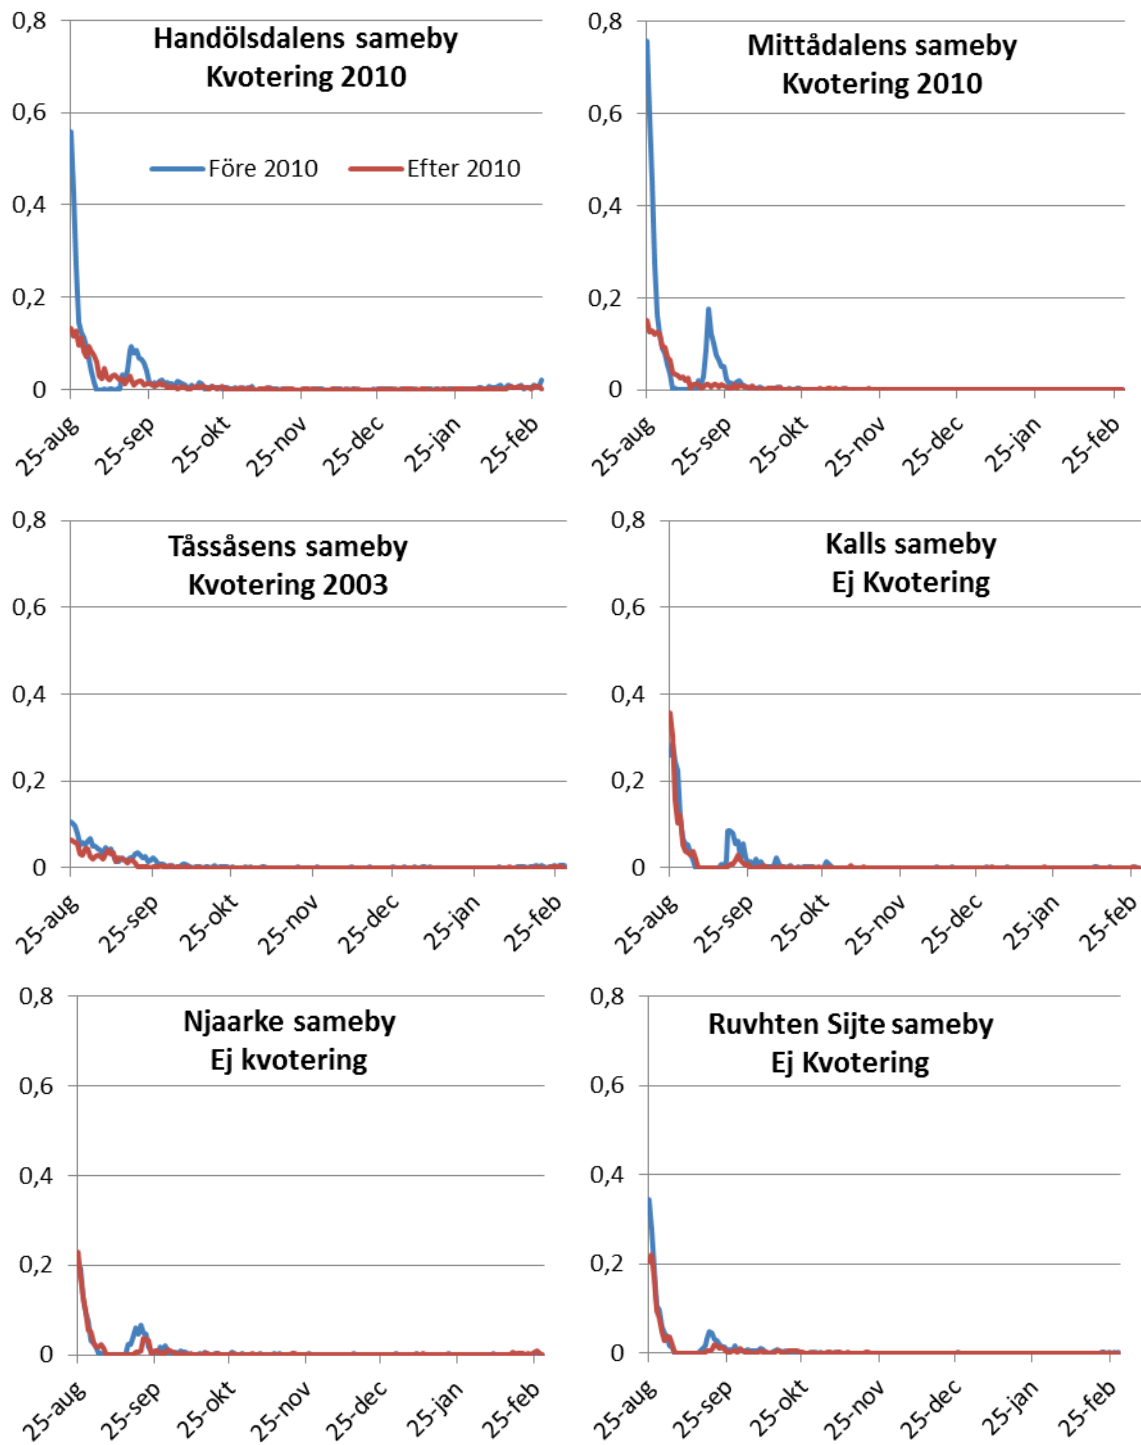 Handölsdalens sameby
Kvotering 2010
Före 2010 Efter 2010
0,8
0,6
0,4
0,2
0
25-aug 25-sep 25-okt 25-nov 25-dec 25-jan 25-feb
Mittådalens sameby
Kvotering 2010
0,8
0,6
0,4
0,2
0
25-aug 25-sep 25-okt 25-nov 25-dec 25-jan 25-feb
Tåssåsens sameby
Kvotering 2003
0,8
0,6
0,4
0,2
0
25-aug 25-sep 25-okt 25-nov 25-dec 25-jan 25-feb
Kalls sameby
Ej Kvotering
0,8
0,6
0,4
0,2
0
25-aug 25-sep 25-okt 25-nov 25-dec 25-jan 25-feb
Njaarke sameby
Ej kvotering
0,8
0,6
0,4
0,2
0
25-aug 25-sep 25-okt 25-nov 25-dec 25-jan 25-feb
Ruvhten Sijte sameby
Ej Kvotering
0,8
0,6
0,4
0,2
0
25-aug 25-sep 25-okt 25-nov 25-dec 25-jan 25-feb